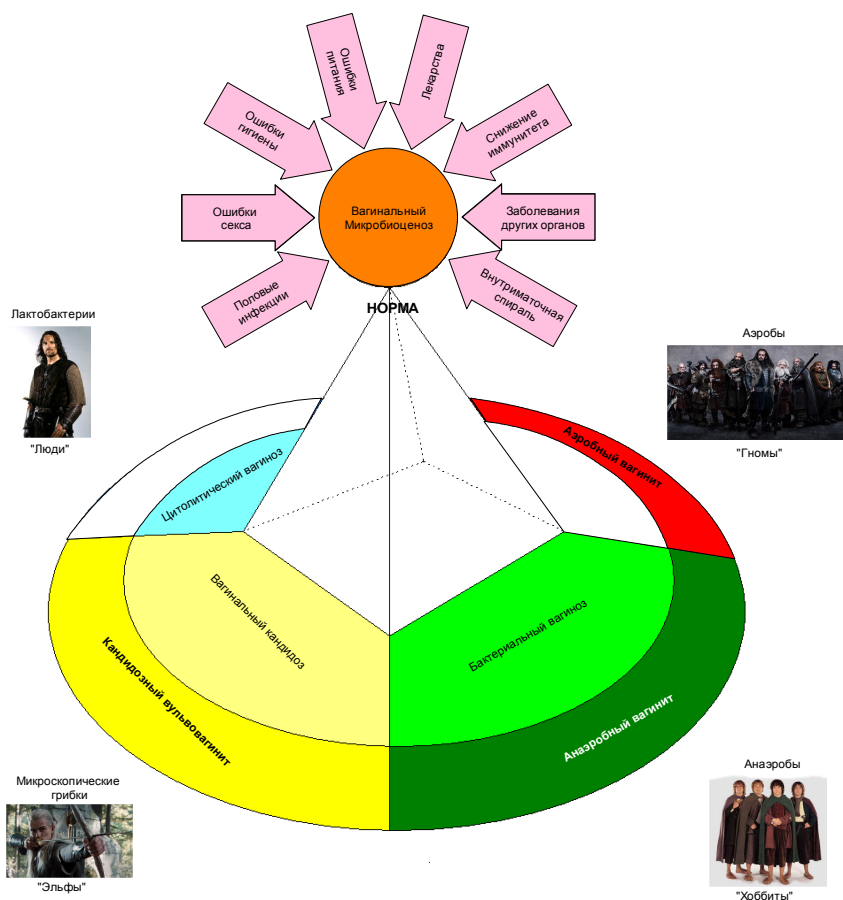 Ошибки
питания
Лекарства
Ошибки
гигиены
Снижение
иммунитета
Ошибки
секса
Вагинальный
Микробиоценоз
Заболевания
других органов
Половые
инфекции
Внутриматочная
спираль
НОРМА
Лактобактерии
"Люди"
Аэробы
"Гномы"
Цитолитический вагиноз
Аэробный вагинит
Вагинальный кандидоз
Бактериальный вагиноз
Кандидозный вульвовагинит
Анаэробный вагинит
Микроскопические
грибки
"Эльфы"
Анаэробы
"Хоббиты"